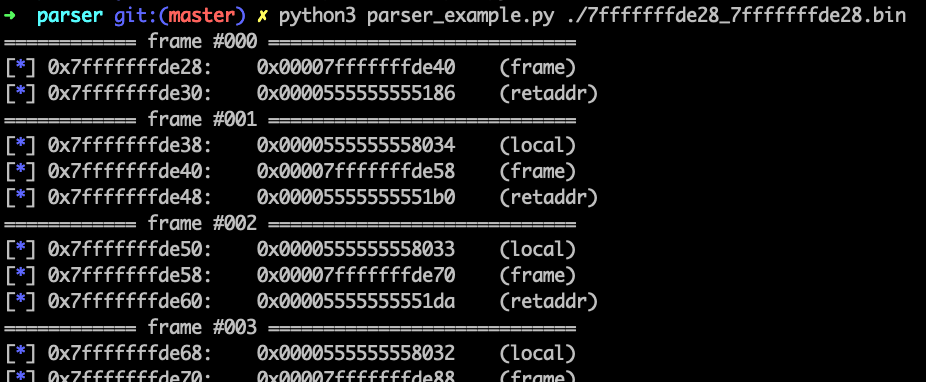 ➜ parser git:(master) ✗ python3 parser_example.py ./7fffffffde28_7fffffffde28.bin
============ frame #000 ============================
[*] 0x7fffffffde28: 0x00007fffffffde40 (frame)
[*] 0x7fffffffde30: 0x0000555555555186 (retaddr)
============ frame #001 ============================
[*] 0x7fffffffde38: 0x0000555555558034 (local)
[*] 0x7fffffffde40: 0x00007fffffffde58 (frame)
[*] 0x7fffffffde48: 0x00005555555551b0 (retaddr)
============ frame #002 ============================
[*] 0x7fffffffde50: 0x0000555555558033 (local)
[*] 0x7fffffffde58: 0x00007fffffffde70 (frame)
[*] 0x7fffffffde60: 0x00005555555551da (retaddr)
============ frame #003 ============================
[*] 0x7fffffffde68: 0x0000555555558032 (local)
[*] 0x7fffffffde70: 0x00007fffffffde88 (frame)